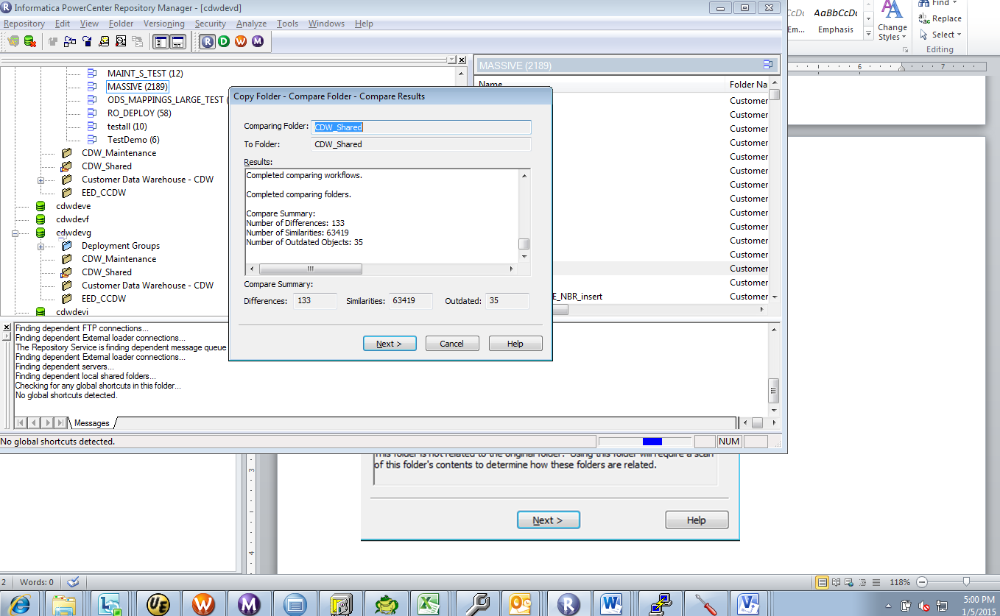 Informatica PowerCenter Repository Manager - [cdwdevd]
Repository Edit View Folder Versioning Security Analyze Tools Windows Help
R D W M
MAINT_S_TEST (12)
MASSIVE (2189)
ODS_MAPPINGS_LARGE_TEST (
RO_DEPLOY (58)
testall (10)
TestDemo (6)
CDW_Maintenance
CDW_Shared
Customer Data Warehouse - CDW
EED_CCDW
cdwdeve
cdwdevf
cdwdevg
Deployment Groups
CDW_Maintenance
CDW_Shared
Customer Data Warehouse - CDW
EED_CCDW
cdwdevi
MASSIVE (2189)
Name Folder Na
Customer
Customer
Customer
Customer
Customer
Customer
Customer
Customer
Customer
Customer
Customer
Customer
Customer
Customer
E_NBR_insert Customer
Copy Folder - Compare Folder - Compare Results
Comparing Folder: CDW_Shared
To Folder: CDW_Shared
Results:
Completed comparing workflows.
Completed comparing folders.
Compare Summary:
Number of Differences: 133
Number of Similarities: 63419
Number of Outdated Objects: 35
Compare Summary:
Differences: 133 Similarities: 63419 Outdated: 35
Next > Cancel Help
Finding dependent FTP connections...
Finding dependent External loader connections...
The Repository Service is finding dependent message queue
Finding dependent External loader connections...
Finding dependent servers...
Finding dependent local shared folders...
Checking for any global shortcuts in this folder...
No global shortcuts detected.
Messages
No global shortcuts detected. NUM
CcDc AaBbCcDc
Em... Emphasis
Change
Styles
Find
Replace
Select
Editing
6 7
This folder is not related to the original folder. Using this folder will require a scan
of this folder's contents to determine how these folders are related.
Next > Help
3
4
2 Words: 0 118%
UE W M X R W V
5:00 PM
1/5/2015